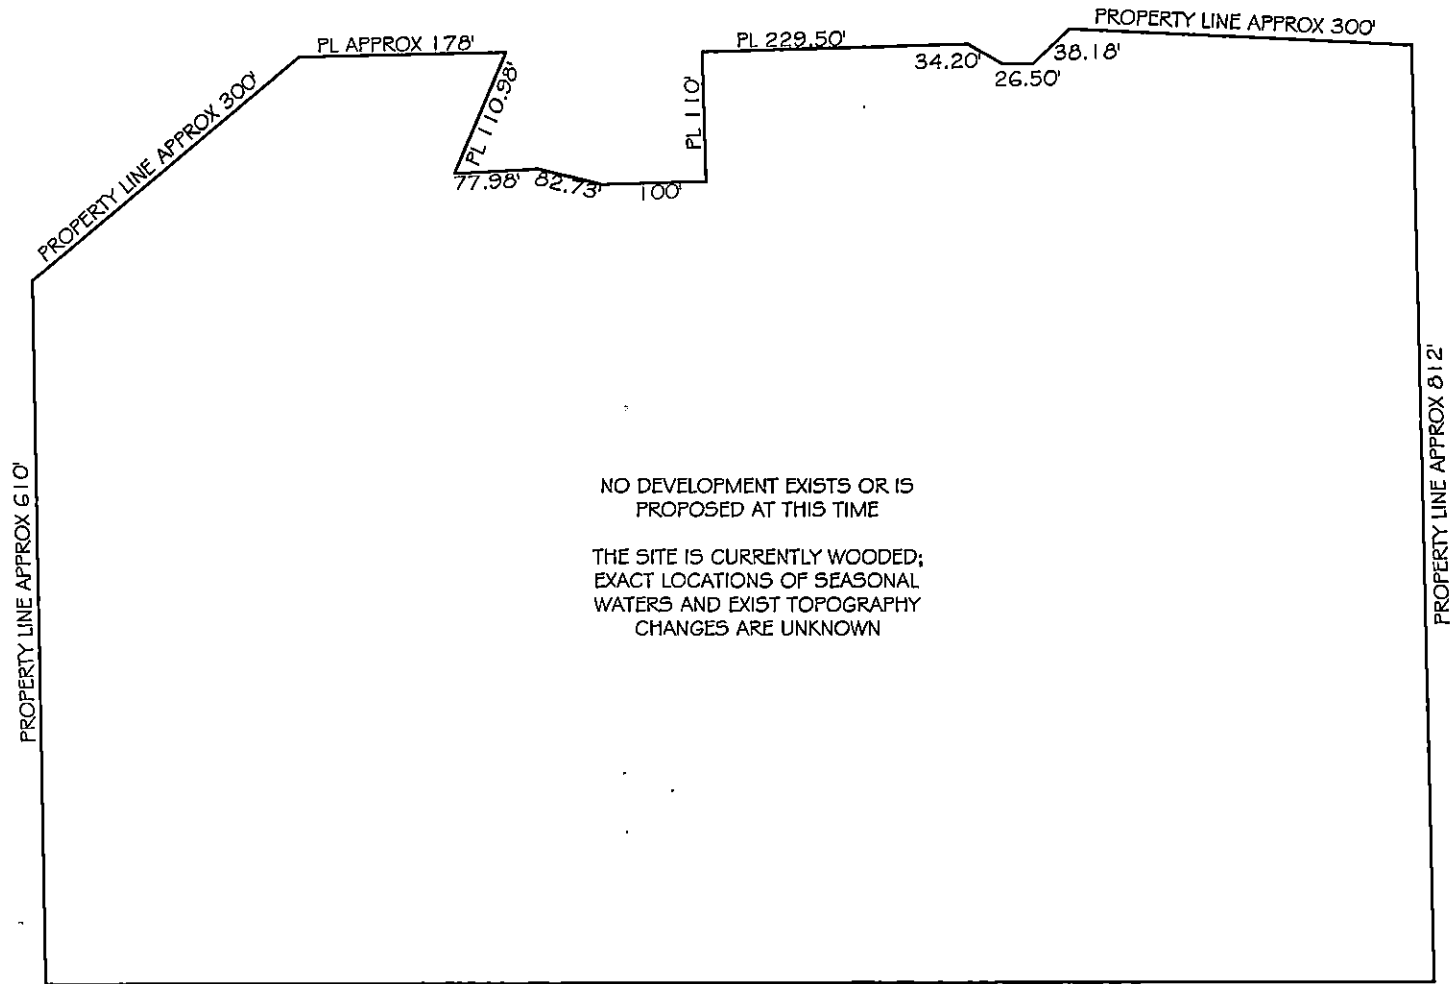 PROPERTY LINE APPROX 300'
PL APPROX 178'
PL 229.50'
34.20'
26.50'
38.18'
PROPERTY LINE APPROX 300'
PL 110.98'
PL 110'
77.98'
82.73'
100'
PROPERTY LINE APPROX 610'
PROPERTY LINE APPROX 812'
NO DEVELOPMENT EXISTS OR IS
PROPOSED AT THIS TIME
THE SITE IS CURRENTLY WOODED;
EXACT LOCATIONS OF SEASONAL
WATERS AND EXIST TOPOGRAPHY
CHANGES ARE UNKNOWN